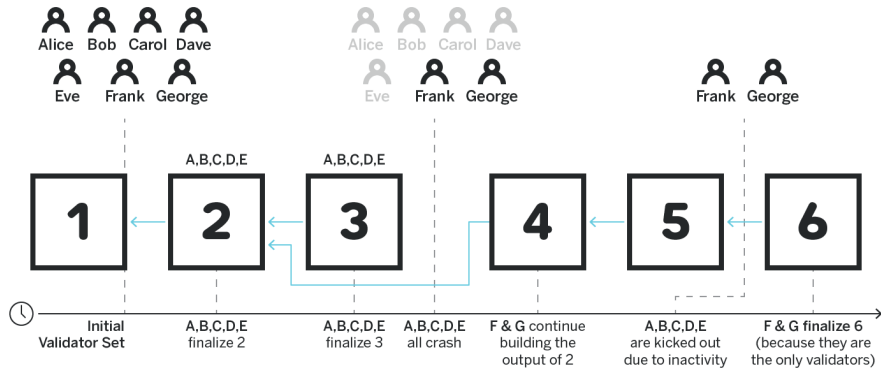 Alice Bob Carol Dave
Eve Frank George
Alice Bob Carol Dave
Eve Frank George
Frank George
A,B,C,D,E
A,B,C,D,E
1
2
3
4
5
6
Initial
Validator Set
A,B,C,D,E
finalize 2
A,B,C,D,E
finalize 3
A,B,C,D,E
all crash
F & G continue
building the
output of 2
A,B,C,D,E
are kicked out
due to inactivity
F & G finalize 6
(because they are
the only validators)